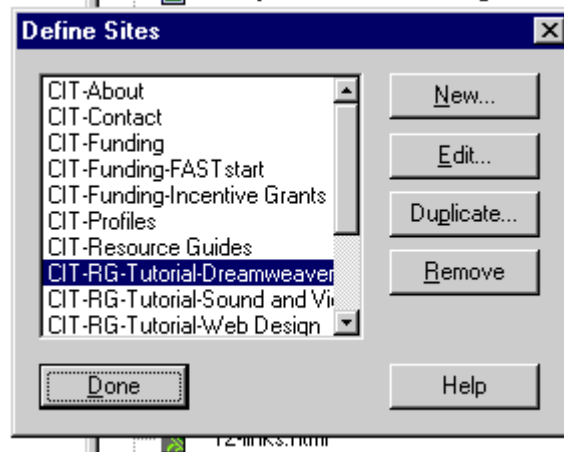 Define Sites
CIT-About
CIT-Contact
CIT-Funding
CIT-Funding-FASTstart
CIT-Funding-Incentive Grants
CIT-Profiles
CIT-Resource Guides
CIT-RG-Tutorial-Dreamweaver
CIT-RG-Tutorial-Sound and Vi
CIT-RG-Tutorial-Web Design
New...
Edit...
Duplicate...
Remove
Done
Help